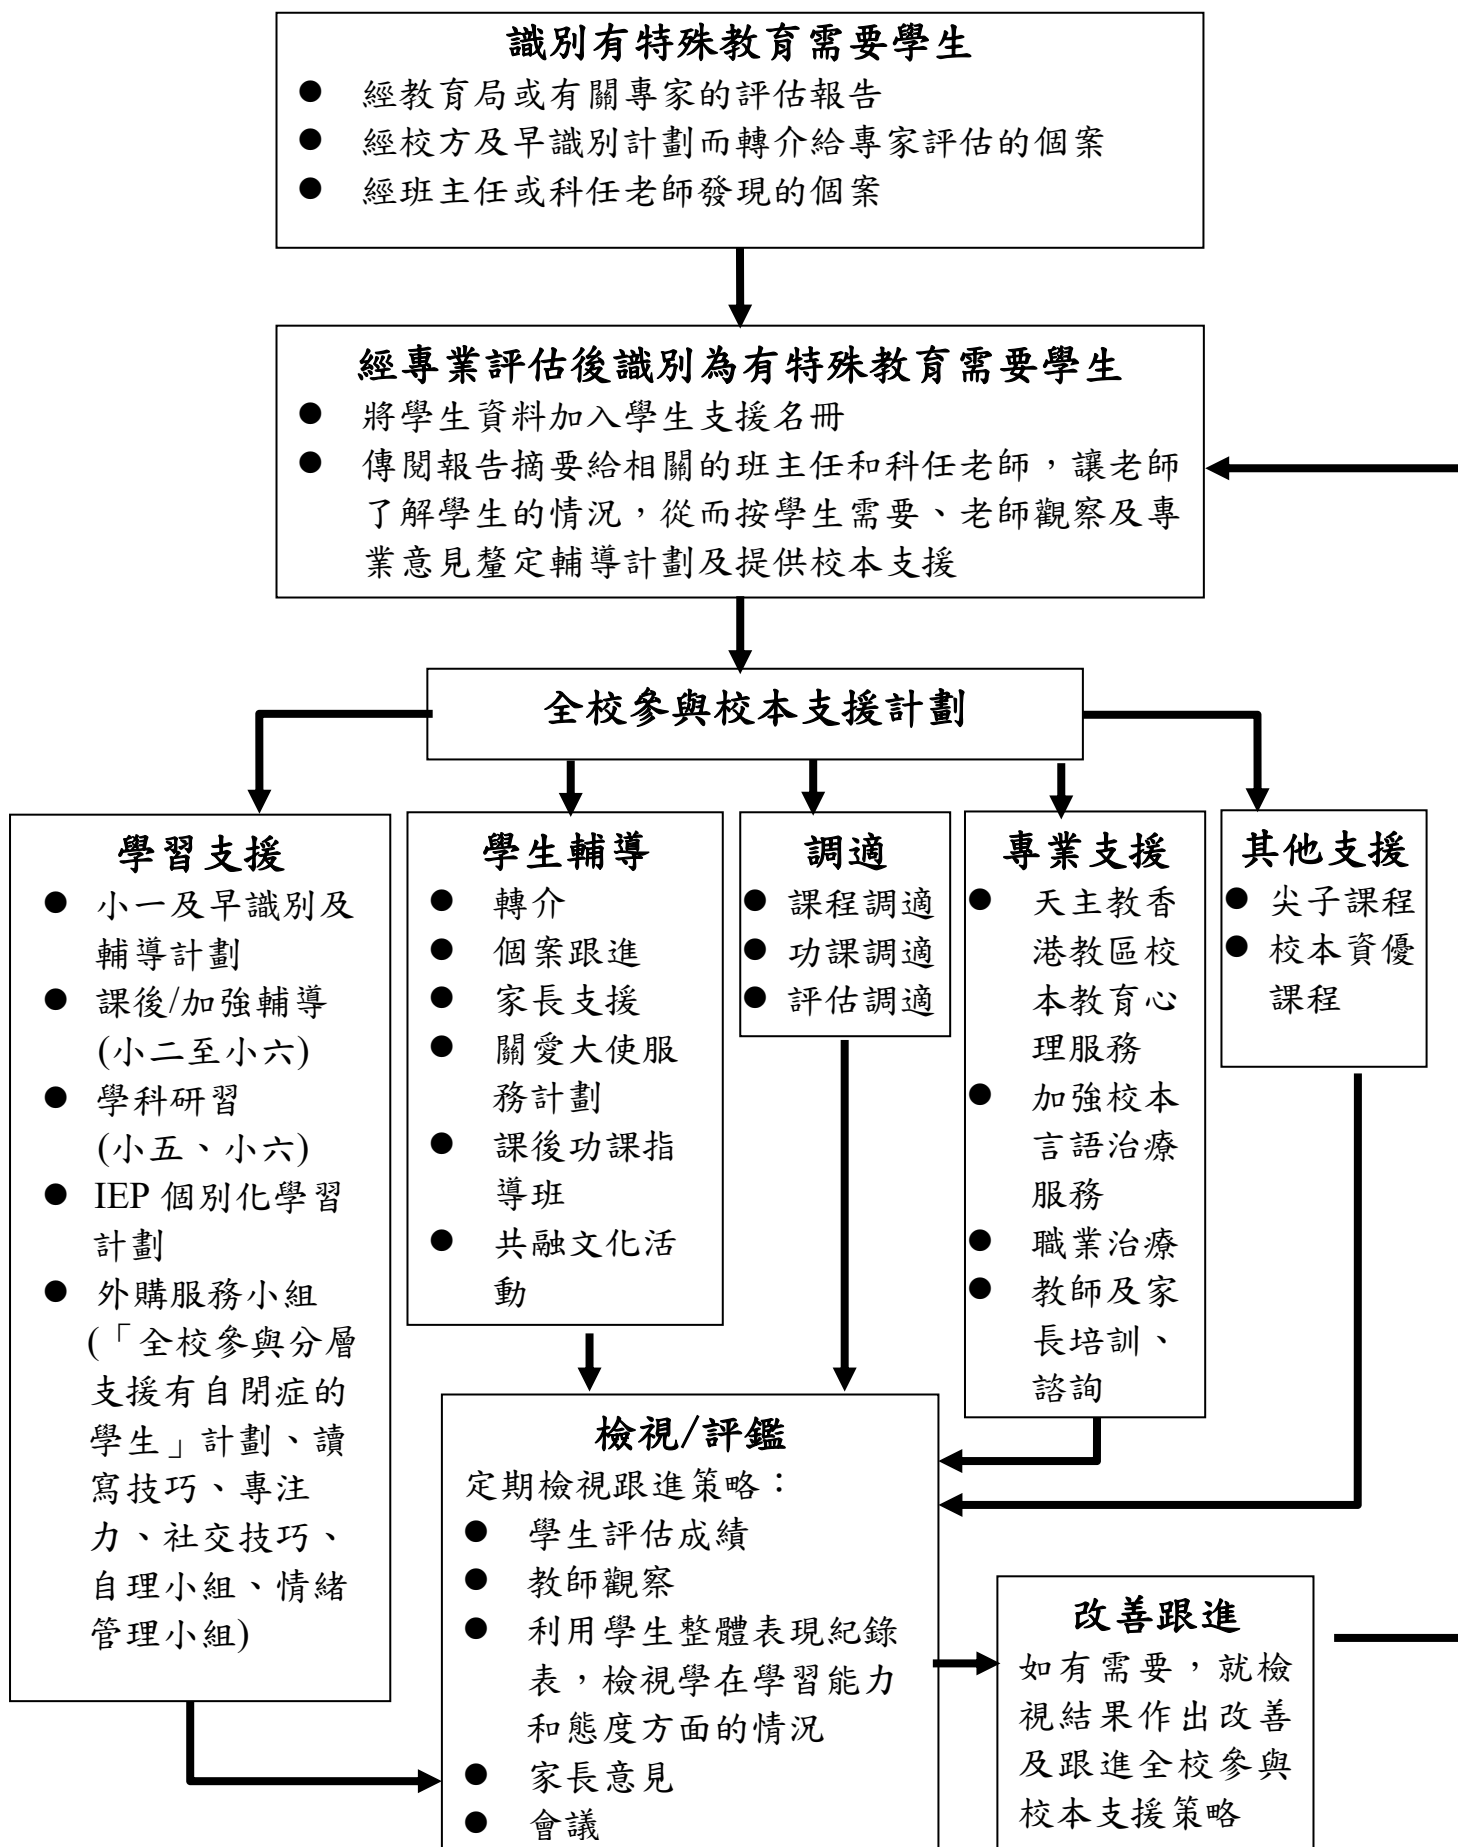 識別有特殊教育需要學生
● 經教育局或有關專家的評估報告
● 經校方及早識別計劃而轉介給專家評估的個案
● 經班主任或科任老師發現的個案
經專業評估後識別為有特殊教育需要學生
● 將學生資料加入學生支援名冊
● 傳閱報告摘要給相關的班主任和科任老師，讓老師
了解學生的情況，從而按學生需要、老師觀察及專
業意見釐定輔導計劃及提供校本支援
全校參與校本支援計劃
學習支援
● 小一及早識別及
輔導計劃
● 課後/加強輔導
(小二至小六)
● 學科研習
(小五、小六)
● IEP 個別化學習
計劃
● 外購服務小組
(「全校參與分層
支援有自閉症的
學生」計劃、讀
寫技巧、專注
力、社交技巧、
自理小組、情緒
管理小組)
學生輔導
● 轉介
● 個案跟進
● 家長支援
● 關愛大使服
務計劃
● 課後功課指
導班
● 共融文化活
動
調適
● 課程調適
● 功課調適
● 評估調適
專業支援
● 天主教香
港教區校
本教育心
理服務
● 加強校本
言語治療
服務
● 職業治療
● 教師及家
長培訓、
諮詢
其他支援
● 尖子課程
● 校本資優
課程
檢視/評鑑
定期檢視跟進策略：
● 學生評估成績
● 教師觀察
● 利用學生整體表現紀錄
表，檢視學在學習能力
和態度方面的情況
● 家長意見
● 會議
改善跟進
如有需要，就檢
視結果作出改善
及跟進全校參與
校本支援策略